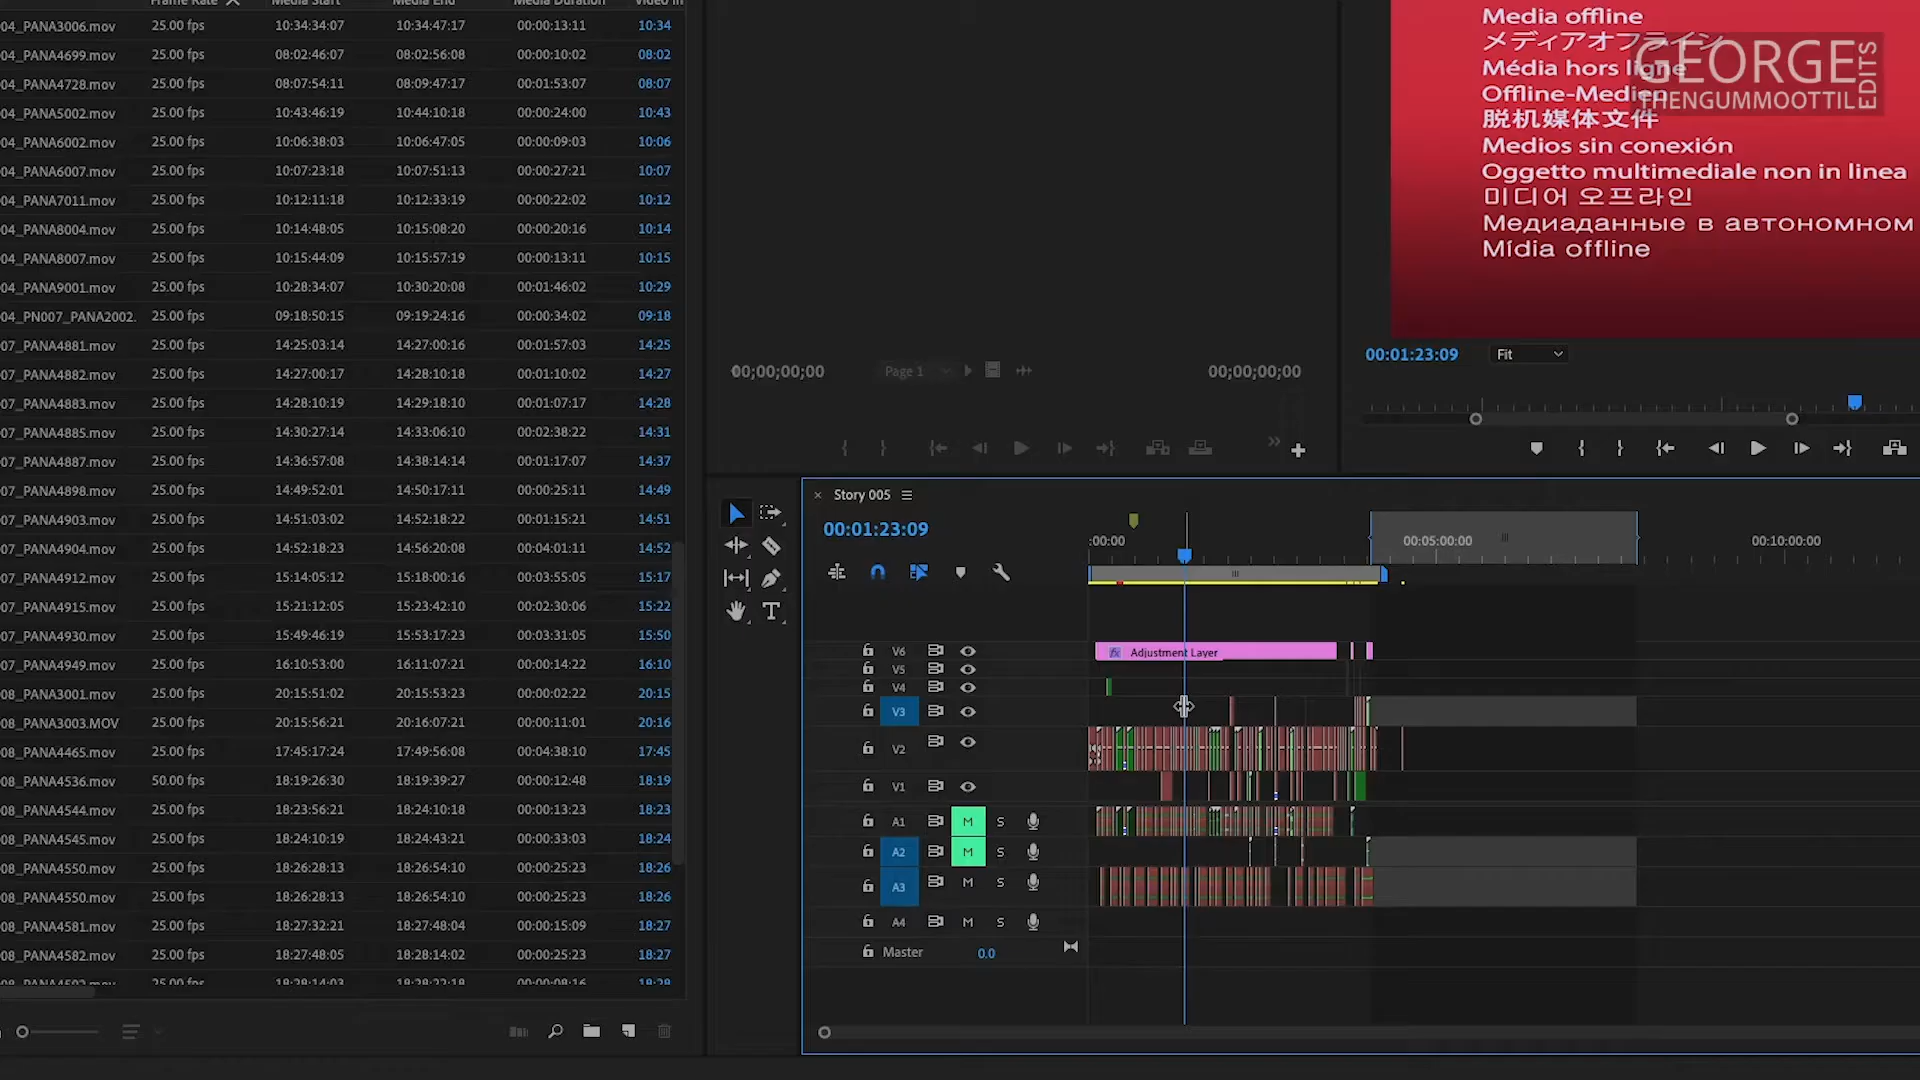 Frame Rate Media Start Media End Media Duration Video In
04_PANA3006.mov 25.00 fps 10:34:34:07 10:34:47:17 00:00:13:11 10:34
04_PANA4699.mov 25.00 fps 08:02:46:07 08:02:56:08 00:00:10:02 08:02
04_PANA4728.mov 25.00 fps 08:07:54:11 08:09:47:17 00:01:53:07 08:07
04_PANA5002.mov 25.00 fps 10:43:46:19 10:44:10:18 00:00:24:00 10:43
04_PANA6002.mov 25.00 fps 10:06:38:03 10:06:47:05 00:00:09:03 10:06
04_PANA6007.mov 25.00 fps 10:07:23:18 10:07:51:13 00:00:27:21 10:07
04_PANA7011.mov 25.00 fps 10:12:11:18 10:12:33:19 00:00:22:02 10:12
04_PANA8004.mov 25.00 fps 10:14:48:05 10:15:08:20 00:00:20:16 10:14
04_PANA8007.mov 25.00 fps 10:15:44:09 10:15:57:19 00:00:13:11 10:15
04_PANA9001.mov 25.00 fps 10:28:34:07 10:30:20:08 00:01:46:02 10:29
04_PN007_PANA2002. 25.00 fps 09:18:50:15 09:19:24:16 00:00:34:02 09:18
07_PANA4881.mov 25.00 fps 14:25:03:14 14:27:00:16 00:01:57:03 14:25
07_PANA4882.mov 25.00 fps 14:27:00:17 14:28:10:18 00:01:10:02 14:27
07_PANA4883.mov 25.00 fps 14:28:10:19 14:29:18:10 00:01:07:17 14:28
07_PANA4885.mov 25.00 fps 14:30:27:14 14:33:06:10 00:02:38:22 14:31
07_PANA4887.mov 25.00 fps 14:36:57:08 14:38:14:14 00:01:17:07 14:37
07_PANA4898.mov 25.00 fps 14:49:52:01 14:50:17:11 00:00:25:11 14:49
07_PANA4903.mov 25.00 fps 14:51:03:02 14:52:18:22 00:01:15:21 14:51
07_PANA4904.mov 25.00 fps 14:52:18:23 14:56:20:08 00:04:01:11 14:52
07_PANA4912.mov 25.00 fps 15:14:05:12 15:18:00:16 00:03:55:05 15:17
07_PANA4915.mov 25.00 fps 15:21:12:05 15:23:42:10 00:02:30:06 15:22
07_PANA4930.mov 25.00 fps 15:49:46:19 15:53:17:23 00:03:31:05 15:50
07_PANA4949.mov 25.00 fps 16:10:53:00 16:11:07:21 00:00:14:22 16:10
08_PANA3001.mov 25.00 fps 20:15:51:02 20:15:53:23 00:00:02:22 20:15
08_PANA3003.MOV 25.00 fps 20:15:56:21 20:16:07:21 00:00:11:01 20:16
08_PANA4465.mov 25.00 fps 17:45:17:24 17:49:56:08 00:04:38:10 17:45
08_PANA4536.mov 50.00 fps 18:19:26:30 18:19:39:27 00:00:12:48 18:19
08_PANA4544.mov 25.00 fps 18:23:56:21 18:24:10:18 00:00:13:23 18:23
08_PANA4545.mov 25.00 fps 18:24:10:19 18:24:43:21 00:00:33:03 18:24
08_PANA4550.mov 25.00 fps 18:26:28:13 18:26:54:10 00:00:25:23 18:26
08_PANA4550.mov 25.00 fps 18:26:28:13 18:26:54:10 00:00:25:23 18:26
08_PANA4581.mov 25.00 fps 18:27:32:21 18:27:48:04 00:00:15:09 18:27
08_PANA4582.mov 25.00 fps 18:27:48:05 18:28:14:02 00:00:25:23 18:27
25.00 fps 18:28:14:03 18:28:22:18 00:00:08:16 18:28
00;00;00;00 Page 1 00;00;00;00
Media offline
メディアオフライン
Média hors ligne
Offline-Medien
脱机媒体文件
Medios sin conexión
Oggetto multimediale non in linea
미디어 오프라인
Медиаданные в автономном
Mídia offline
GEORGE
THENGUMMOOTTIL
EDITS
00:01:23:09 Fit
Story 005
00:01:23:09
:00:00 00:05:00:00 00:10:00:00
V6 fx Adjustment Layer
V5
V4
V3
V2
V1
A1 M S
A2 M S
A3 M S
A4 M S
Master 0.0